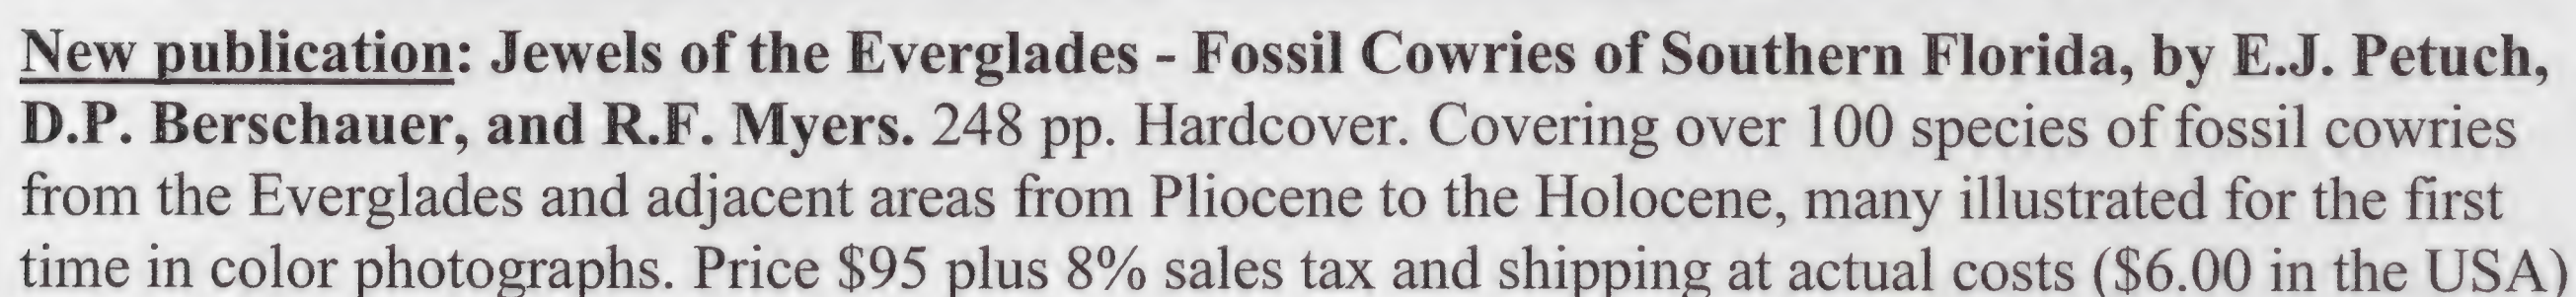 New publication: Jewels of the Everglades - Fossil Cowries of Southern Florida, by E.J. Petuch,
D.P. Berschauer, and R.F. Myers. 248 pp. Hardcover. Covering over 100 species of fossil cowries
from the Everglades and adjacent areas from Pliocene to the Holocene, many illustrated for the first
time in color photographs. Price $95 plus 8% sales tax and shipping at actual costs ($6.00 in the USA)